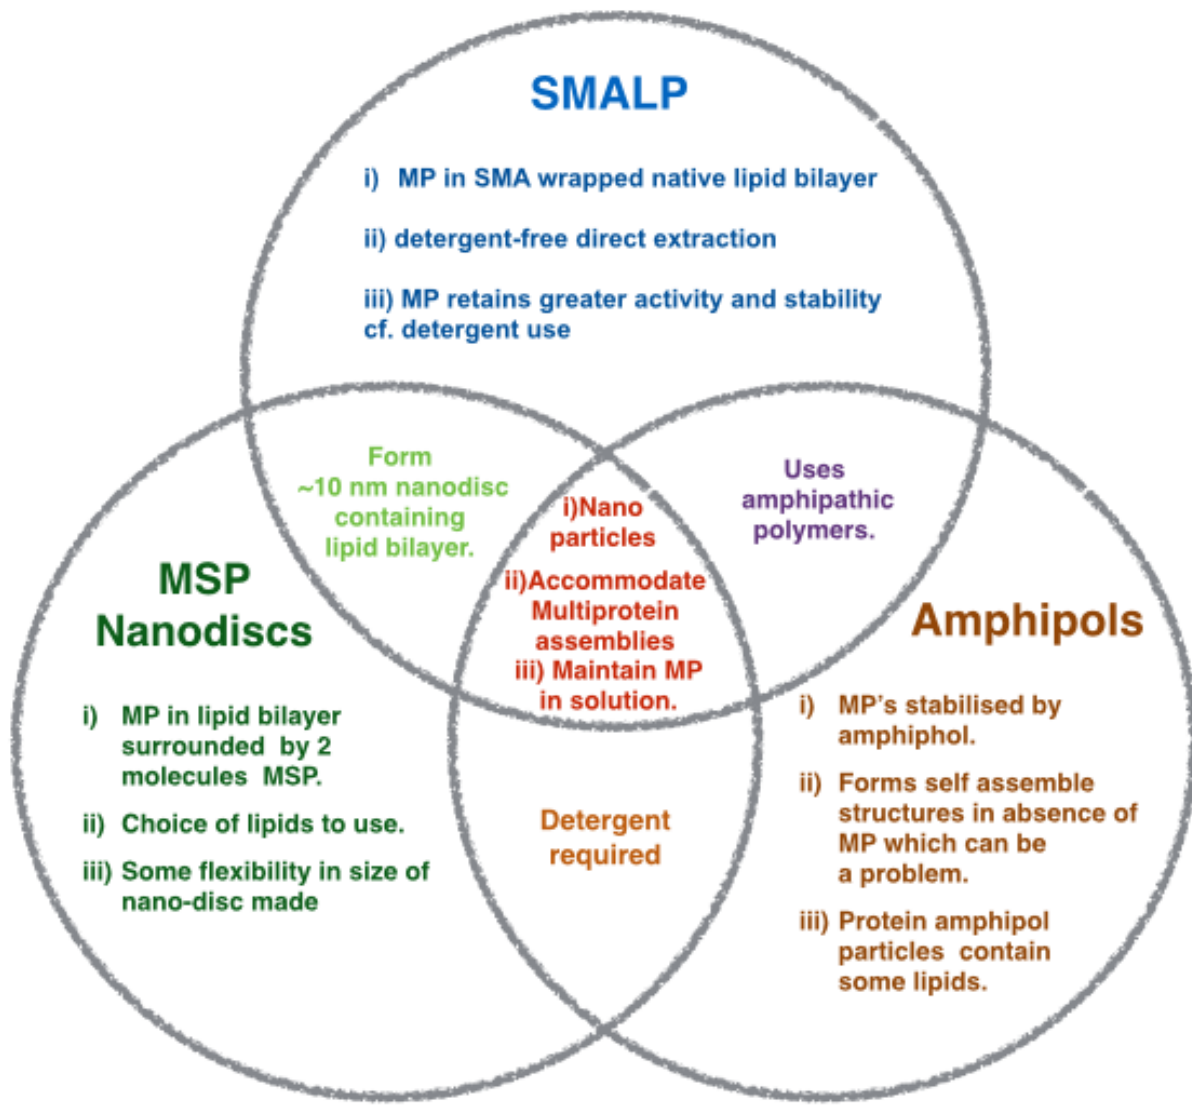 SMALP
i) MP in SMA wrapped native lipid bilayer
ii) detergent-free direct extraction
iii) MP retains greater activity and stability
cf. detergent use
Form
~10 nm nanodisc
containing
lipid bilayer.
i)Nano
particles
ii)Accommodate
Multiprotein
assemblies
iii) Maintain MP
in solution.
Uses
amphipathic
polymers.
MSP
Nanodiscs
i) MP in lipid bilayer
surrounded by 2
molecules MSP.
ii) Choice of lipids to use.
iii) Some flexibility in size of
nano-disc made
Detergent
required
Amphipols
i) MP's stabilised by
amphiphol.
ii) Forms self assemble
structures in absence of
MP which can be
a problem.
iii) Protein amphipol
particles contain
some lipids.